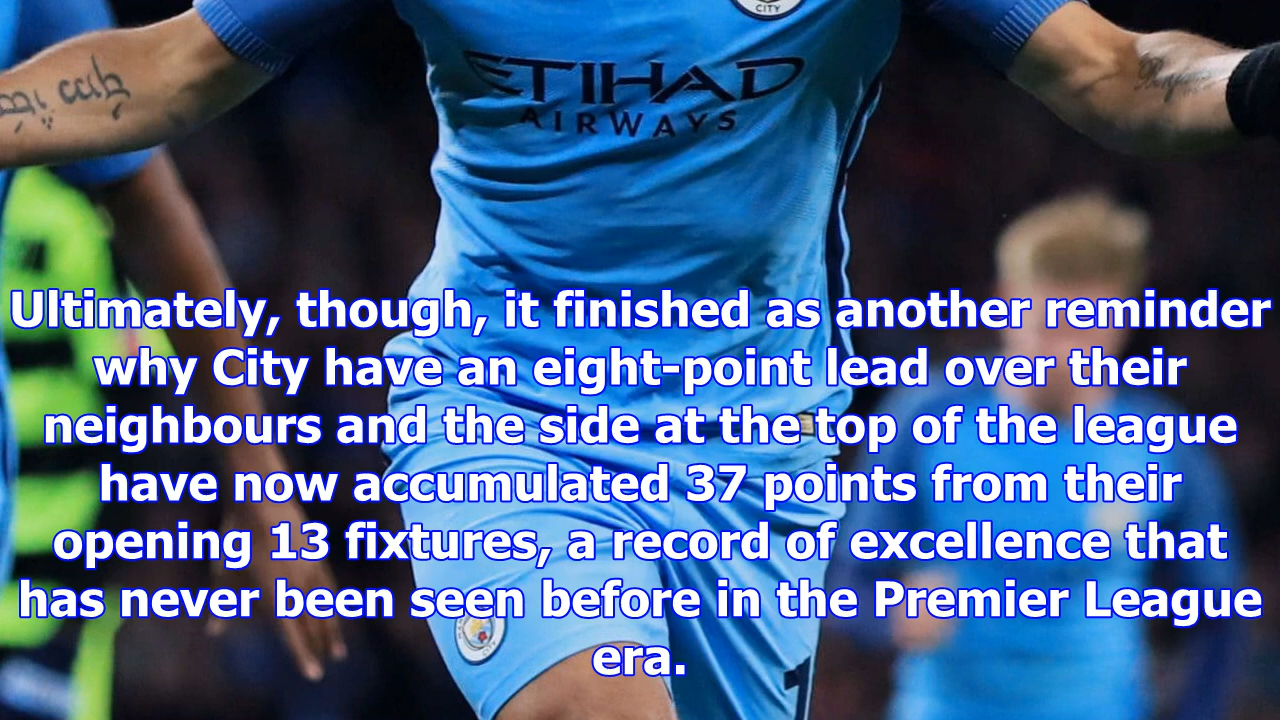 CITY
ETIHAD
AIRWAYS
Ultimately, though, it finished as another reminder
why City have an eight-point lead over their
neighbours and the side at the top of the league
have now accumulated 37 points from their
opening 13 fixtures, a record of excellence that
has never been seen before in the Premier League
era.